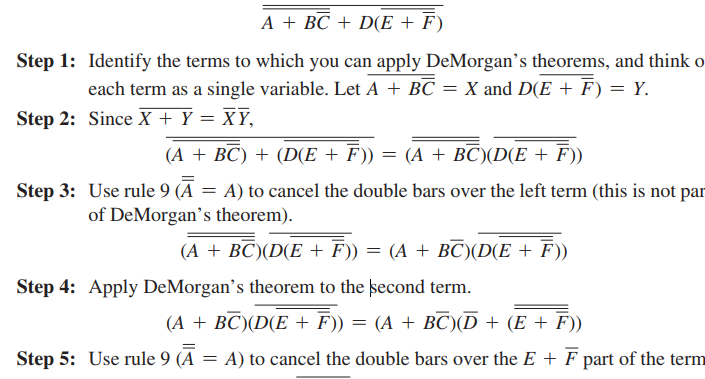 $\overline{\overline{A + B\overline{C}} + D(\overline{E + \overline{F}})}$
Step 1: Identify the terms to which you can apply DeMorgan’s theorems, and think o
each term as a single variable. Let $\overline{A + B\overline{C}} = X$ and $D(\overline{E + \overline{F}}) = Y$.
Step 2: Since $\overline{X + Y} = \overline{X}\,\overline{Y}$,
$\overline{(\overline{A + B\overline{C}}) + (D(\overline{E + \overline{F}}))} = (\overline{\overline{A + B\overline{C}}})(\overline{D(\overline{E + \overline{F}})})$
Step 3: Use rule 9 ($\overline{\overline{A}} = A$) to cancel the double bars over the left term (this is not par
of DeMorgan’s theorem).
$(\overline{\overline{A + B\overline{C}}})(\overline{D(\overline{E + \overline{F}})}) = (A + B\overline{C})(\overline{D(\overline{E + \overline{F}})})$
Step 4: Apply DeMorgan’s theorem to the second term.
$(A + B\overline{C})(\overline{D(\overline{E + \overline{F}})}) = (A + B\overline{C})(\overline{D} + (\overline{\overline{E + \overline{F}}}))$
Step 5: Use rule 9 ($\overline{\overline{A}} = A$) to cancel the double bars over the $E + \overline{F}$ part of the term